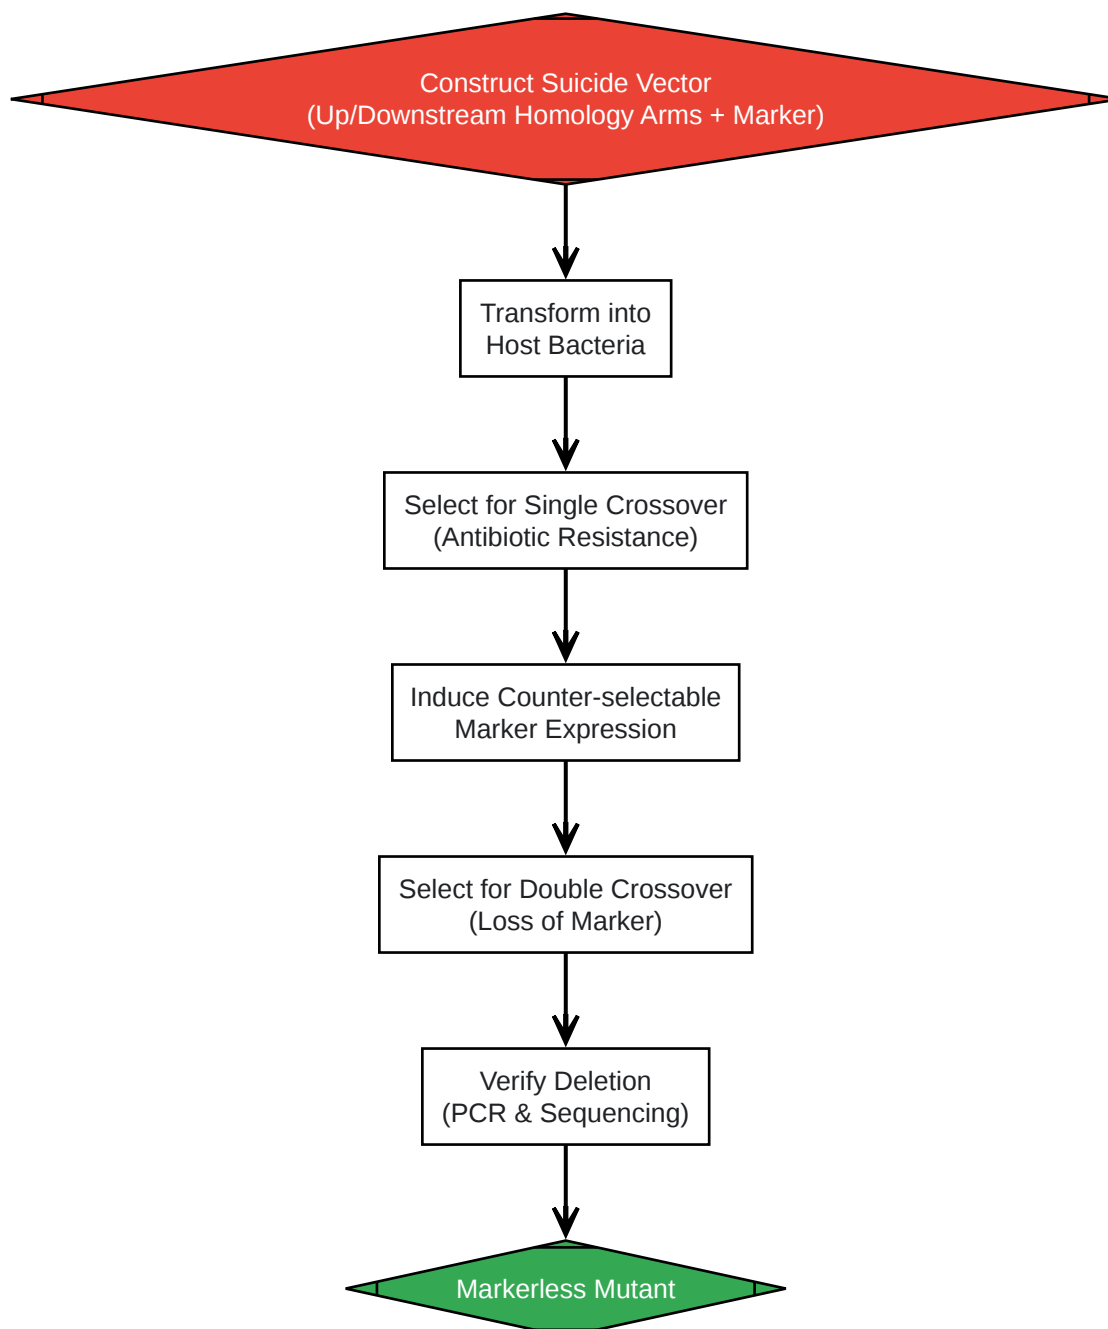 Construct Suicide Vector
(Up/Downstream Homology Arms + Marker)
Transform into
Host Bacteria
Select for Single Crossover
(Antibiotic Resistance)
Induce Counter-selectable
Marker Expression
Select for Double Crossover
(Loss of Marker)
Verify Deletion
(PCR & Sequencing)
Markerless Mutant